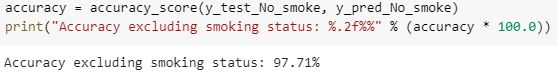 accuracy = accuracy_score(y_test_No_smoke, y_pred_No_smoke)
print("Accuracy excluding smoking status: %.2f%%" % (accuracy * 100.0))
Accuracy excluding smoking status: 97.71%